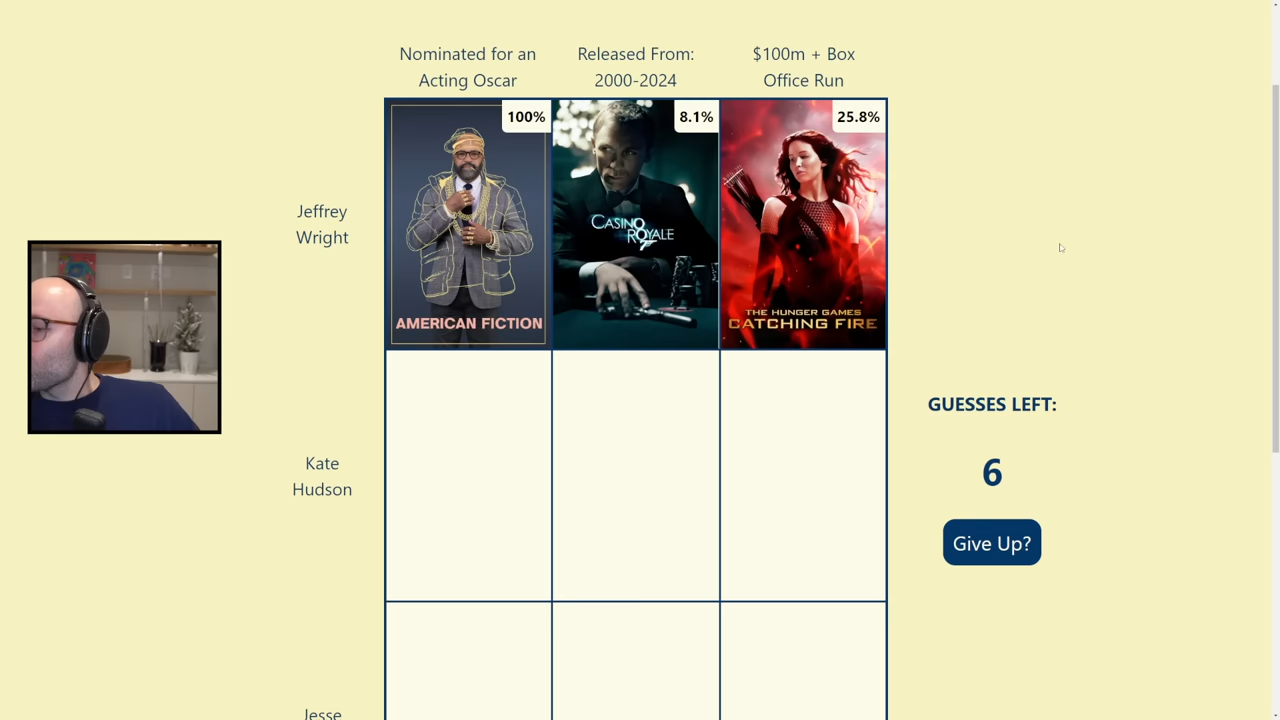 Nominated for an
Acting Oscar
Released From:
2000-2024
$100m + Box
Office Run
100%
8.1%
25.8%
Jeffrey
Wright
AMERICAN FICTION
CASINO
ROYALE
THE HUNGER GAMES
CATCHING FIRE
Kate
Hudson
GUESSES LEFT:
6
Give Up?
Jesse